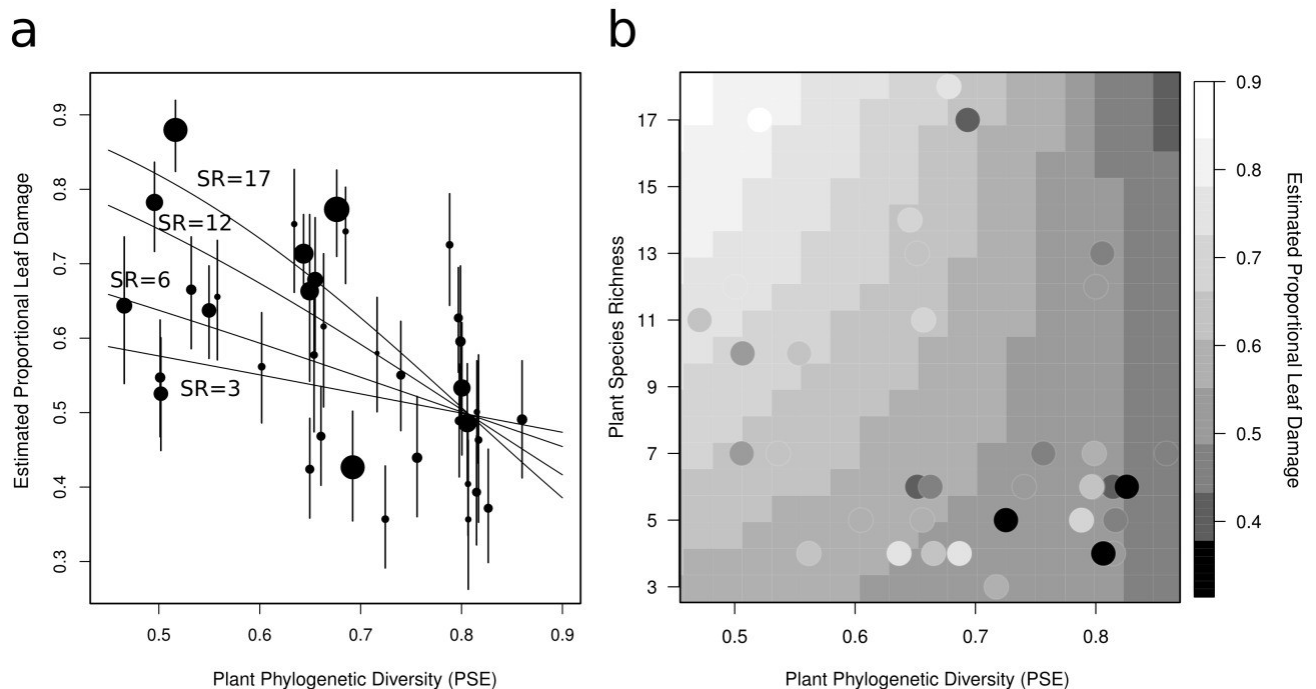 a
b
SR=17
SR=12
SR=6
SR=3
0.9
0.8
0.7
0.6
0.5
0.4
0.3
Estimated Proportional Leaf Damage
0.5 0.6 0.7 0.8 0.9
Plant Phylogenetic Diversity (PSE)
17
15
13
11
9
7
5
3
Plant Species Richness
0.5 0.6 0.7 0.8
Plant Phylogenetic Diversity (PSE)
0.9
0.8
0.7
0.6
0.5
0.4
Estimated Proportional Leaf Damage